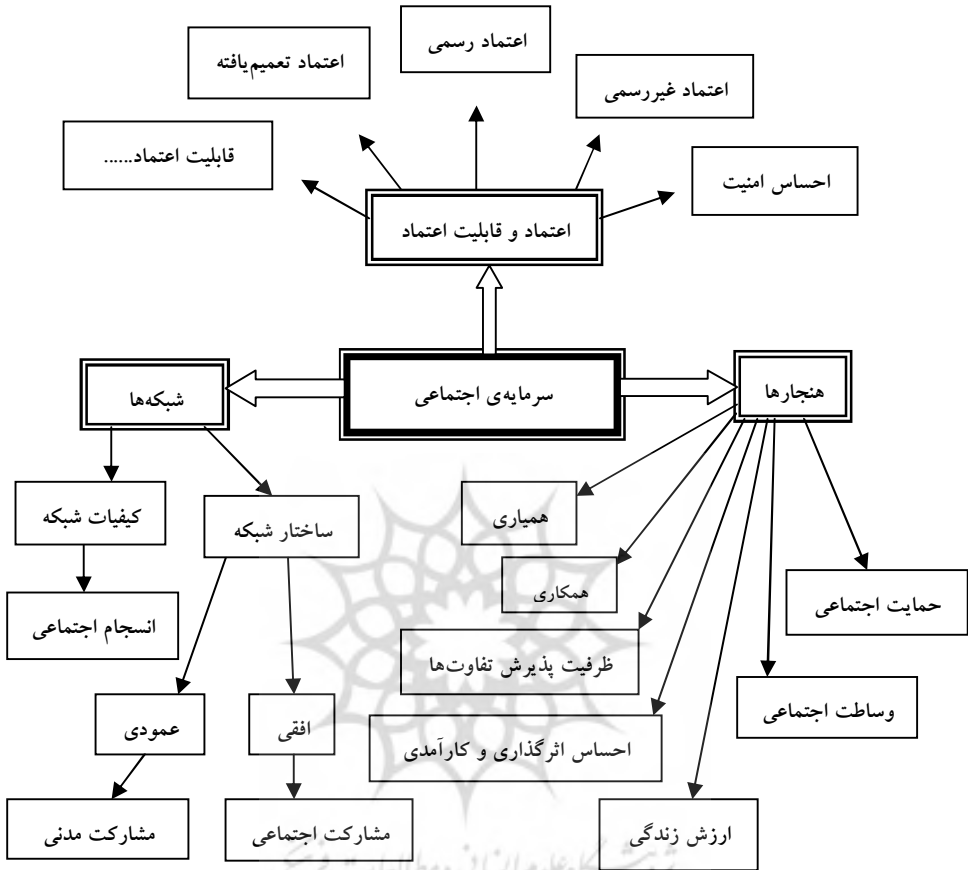 اعتماد رسمی
اعتماد تعمیم‌یافته
اعتماد غیررسمی
قابلیت اعتماد......
احساس امنیت
اعتماد و قابلیت اعتماد
هنجارها
سرمایه‌ی اجتماعی
شبکه‌ها
همیاری
ساختار شبکه
کیفیات شبکه
همکاری
حمایت اجتماعی
انسجام اجتماعی
ظرفیت پذیرش تفاوت‌ها
وساطت اجتماعی
احساس اثرگذاری و کارآمدی
افقی
عمودی
ارزش زندگی
مشارکت اجتماعی
مشارکت مدنی